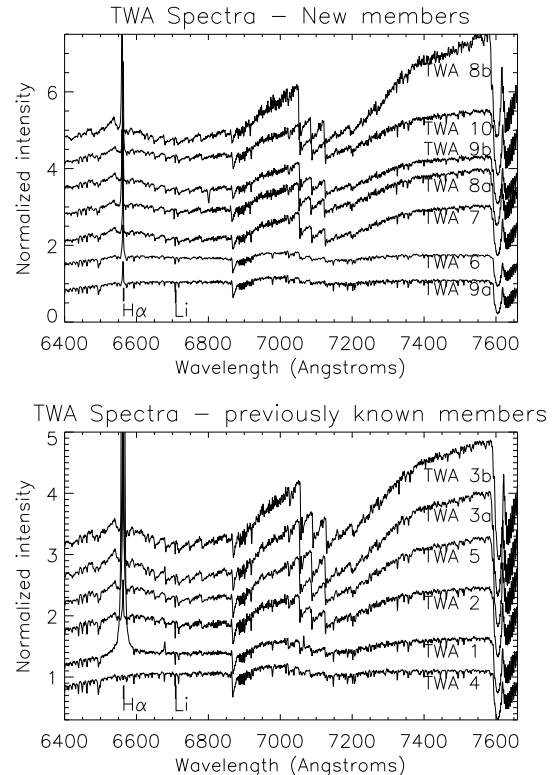 TWA Spectra – New members
Normalized intensity
6
4
2
0
TWA 8b
TWA 10
TWA 9b
TWA 8a
TWA 7
TWA 6
TWA 9a
Hα
Li
6400 6600 6800 7000 7200 7400 7600
Wavelength (Angstroms)
TWA Spectra – previously known members
Normalized intensity
5
4
3
2
1
TWA 3b
TWA 3a
TWA 5
TWA 2
TWA 1
TWA 4
Hα
Li
6400 6600 6800 7000 7200 7400 7600
Wavelength (Angstroms)